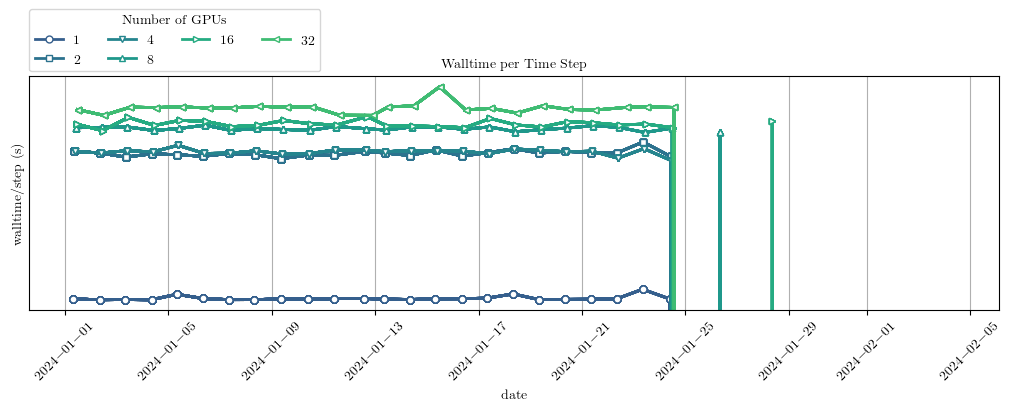 Number of GPUs
1 4 16 32
2 8
Walltime per Time Step
walltime/step (s)
2024−01−01 2024−01−05 2024−01−09 2024−01−13 2024−01−17 2024−01−21 2024−01−25 2024−01−29 2024−02−01 2024−02−05
date